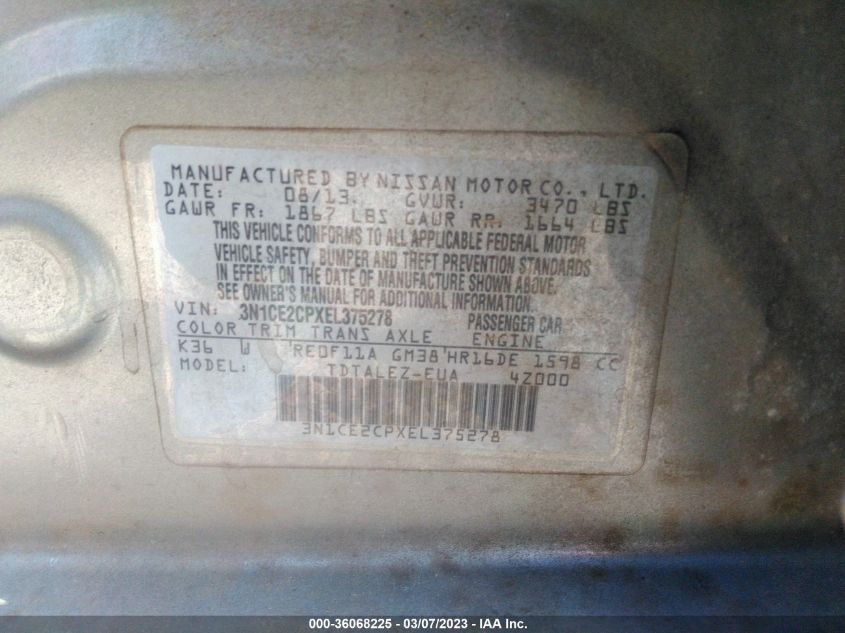 MANUFACTURED BY NISSAN MOTOR CO., LTD.
DATE: 08/13. GVWR: 3470 LBS
GAWR FR: 1867 LBS GAWR RR: 1664 LBS
THIS VEHICLE CONFORMS TO ALL APPLICABLE FEDERAL MOTOR
VEHICLE SAFETY, BUMPER AND THEFT PREVENTION STANDARDS
IN EFFECT ON THE DATE OF MANUFACTURE SHOWN ABOVE.
SEE OWNER'S MANUAL FOR ADDITIONAL INFORMATION.
VIN: 3N1CE2CPXEL375278 PASSENGER CAR
COLOR TRIM TRANS AXLE ENGINE
K36 W RE0F11A GM38 HR16DE 1598 CC
MODEL: TDTALEZ-EUA 4Z000
3N1CE2CPXEL375278
000-36068225 - 03/07/2023 - IAA Inc.